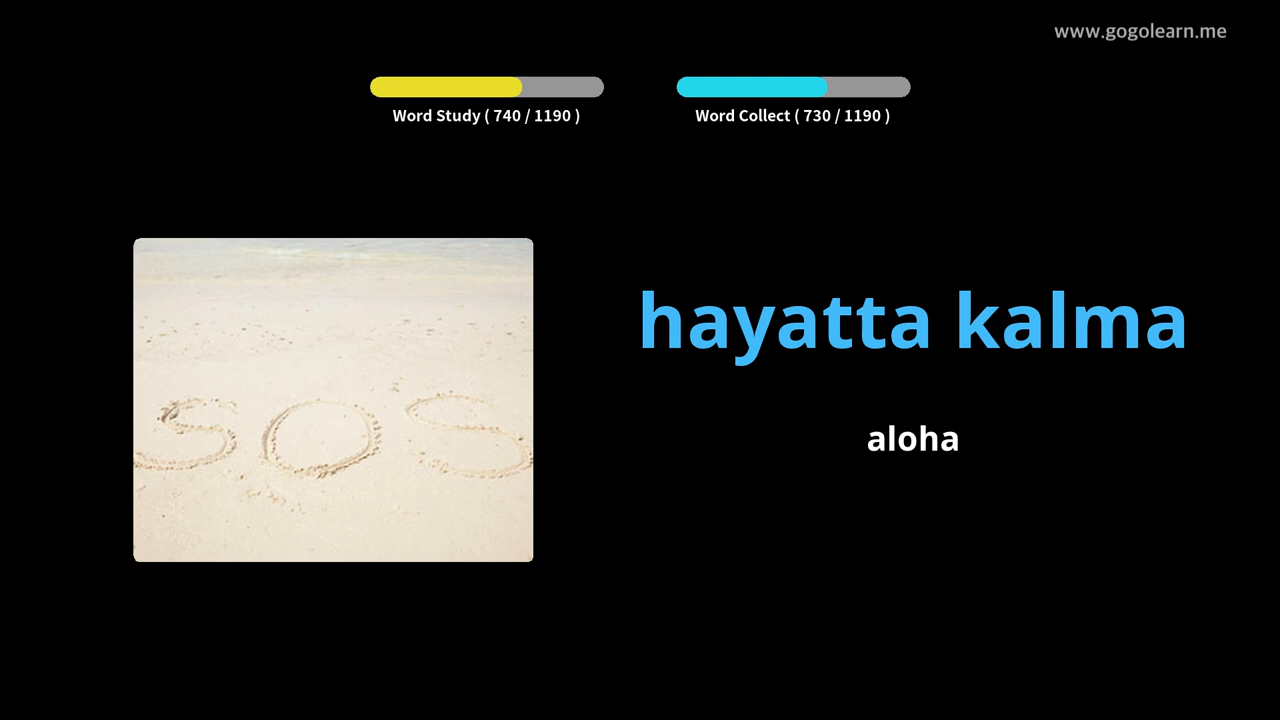 www.gogolearn.me
Word Study ( 740 / 1190 )
Word Collect ( 730 / 1190 )
hayatta kalma
SOS
aloha